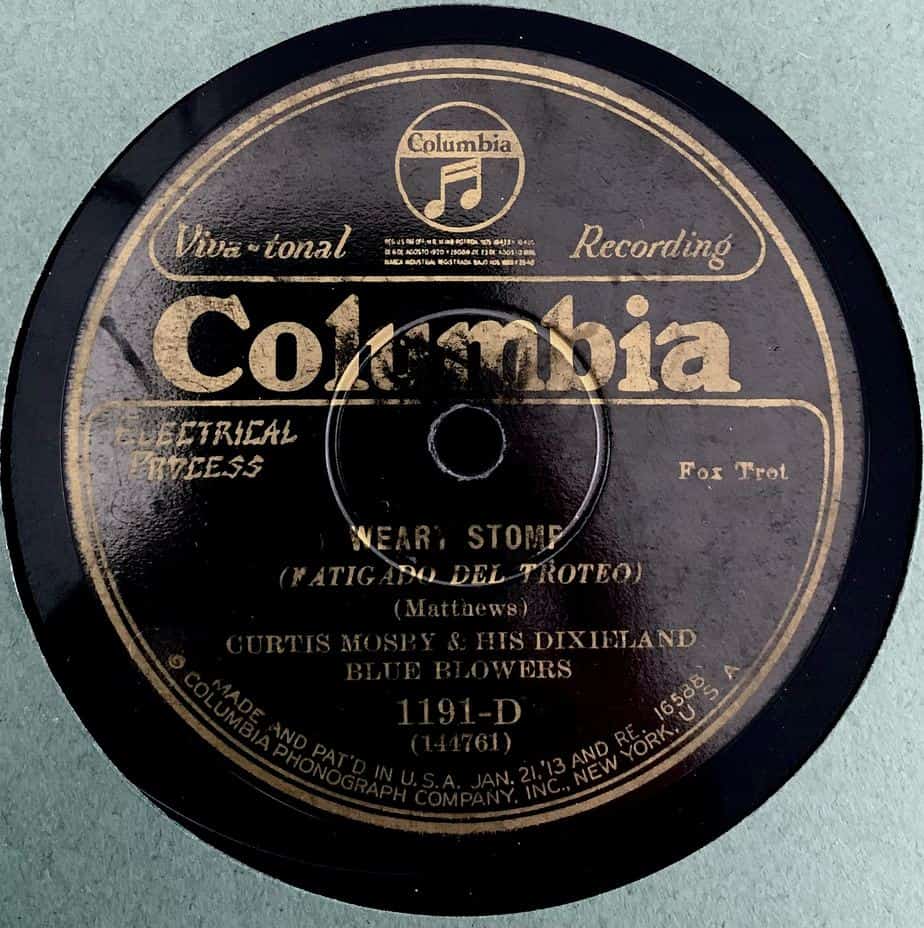 Columbia
Viva-tonal Recording
Columbia
ELECTRICAL
PROCESS
Fox Trot
WEARY STOMP
(FATIGADO DEL TROTEO)
(Matthews)
CURTIS MOSBY & HIS DIXIELAND
BLUE BLOWERS
1191-D
(144761)
MADE AND PAT'D IN U.S.A. JAN. 21,'13 AND RE. 16588
COLUMBIA PHONOGRAPH COMPANY, INC., NEW YORK, U S A